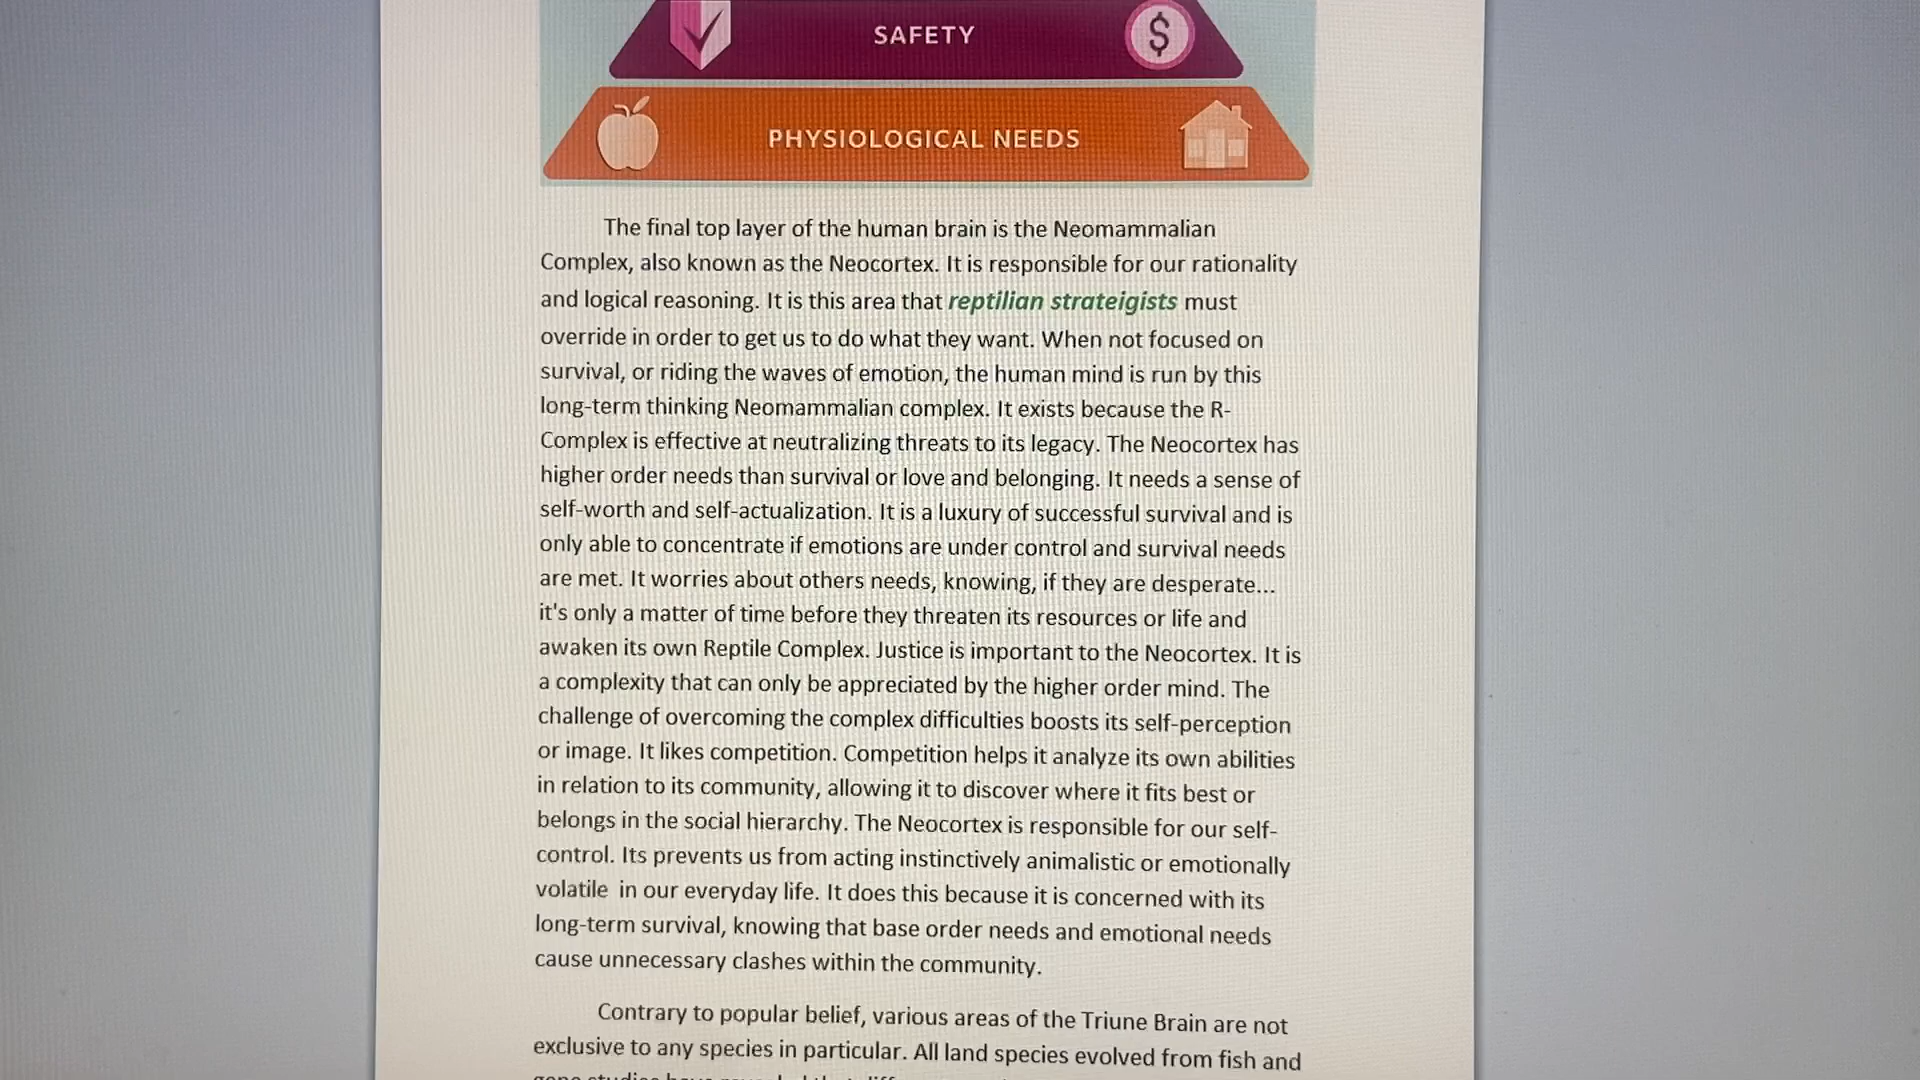 SAFETY
$
PHYSIOLOGICAL NEEDS
The final top layer of the human brain is the Neomammalian
Complex, also known as the Neocortex. It is responsible for our rationality
and logical reasoning. It is this area that reptilian strateigists must
override in order to get us to do what they want. When not focused on
survival, or riding the waves of emotion, the human mind is run by this
long-term thinking Neomammalian complex. It exists because the R-
Complex is effective at neutralizing threats to its legacy. The Neocortex has
higher order needs than survival or love and belonging. It needs a sense of
self-worth and self-actualization. It is a luxury of successful survival and is
only able to concentrate if emotions are under control and survival needs
are met. It worries about others needs, knowing, if they are desperate...
it's only a matter of time before they threaten its resources or life and
awaken its own Reptile Complex. Justice is important to the Neocortex. It is
a complexity that can only be appreciated by the higher order mind. The
challenge of overcoming the complex difficulties boosts its self-perception
or image. It likes competition. Competition helps it analyze its own abilities
in relation to its community, allowing it to discover where it fits best or
belongs in the social hierarchy. The Neocortex is responsible for our self-
control. Its prevents us from acting instinctively animalistic or emotionally
volatile in our everyday life. It does this because it is concerned with its
long-term survival, knowing that base order needs and emotional needs
cause unnecessary clashes within the community.
Contrary to popular belief, various areas of the Triune Brain are not
exclusive to any species in particular. All land species evolved from fish and